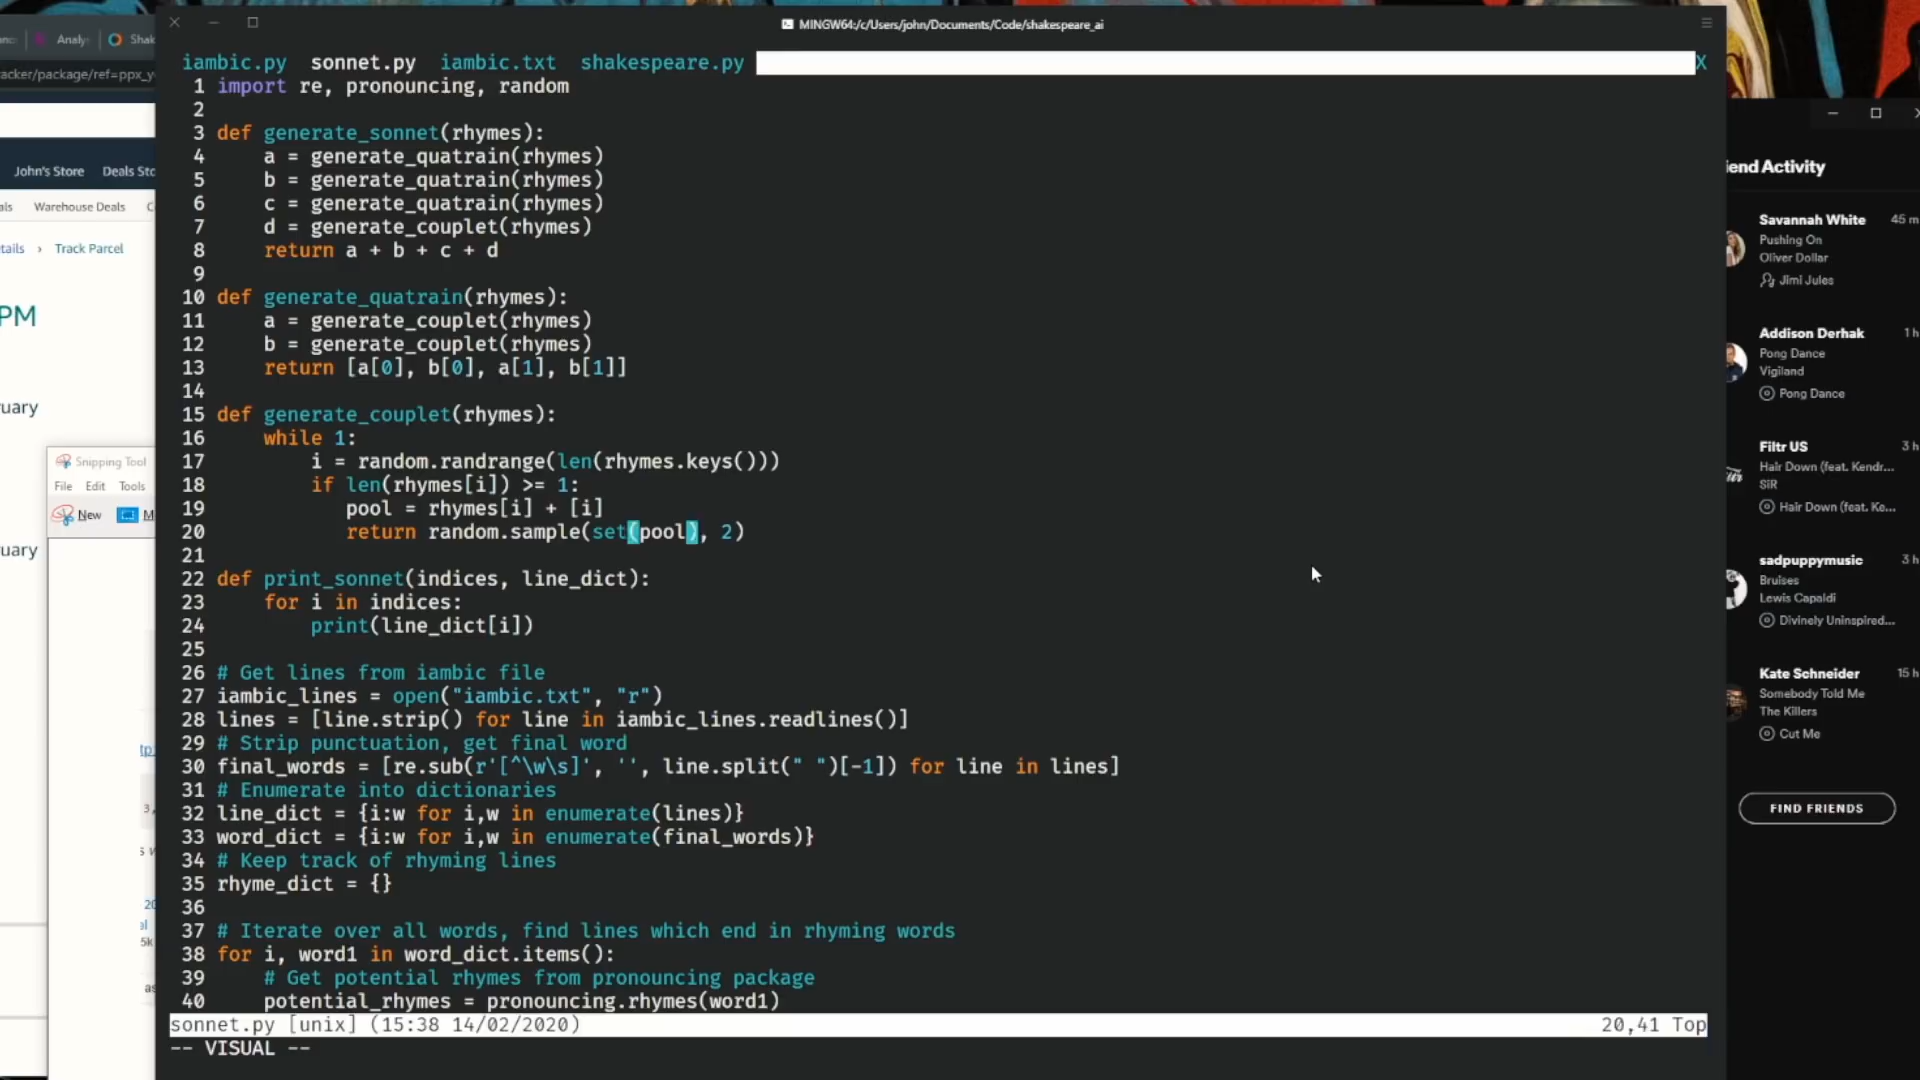 MINGW64:/c/Users/john/Documents/Code/shakespeare_ai
iambic.py sonnet.py iambic.txt shakespeare.py X
1 import re, pronouncing, random
2
3 def generate_sonnet(rhymes):
4 a = generate_quatrain(rhymes)
5 b = generate_quatrain(rhymes)
6 c = generate_quatrain(rhymes)
7 d = generate_couplet(rhymes)
8 return a + b + c + d
9
10 def generate_quatrain(rhymes):
11 a = generate_couplet(rhymes)
12 b = generate_couplet(rhymes)
13 return [a[0], b[0], a[1], b[1]]
14
15 def generate_couplet(rhymes):
16 while 1:
17 i = random.randrange(len(rhymes.keys()))
18 if len(rhymes[i]) >= 1:
19 pool = rhymes[i] + [i]
20 return random.sample(set(pool), 2)
21
22 def print_sonnet(indices, line_dict):
23 for i in indices:
24 print(line_dict[i])
25
26 # Get lines from iambic file
27 iambic_lines = open("iambic.txt", "r")
28 lines = [line.strip() for line in iambic_lines.readlines()]
29 # Strip punctuation, get final word
30 final_words = [re.sub(r'[^\w\s]', '', line.split(" ")[-1]) for line in lines]
31 # Enumerate into dictionaries
32 line_dict = {i:w for i,w in enumerate(lines)}
33 word_dict = {i:w for i,w in enumerate(final_words)}
34 # Keep track of rhyming lines
35 rhyme_dict = {}
36
37 # Iterate over all words, find lines which end in rhyming words
38 for i, word1 in word_dict.items():
39 # Get potential rhymes from pronouncing package
40 potential_rhymes = pronouncing.rhymes(word1)
sonnet.py [unix] (15:38 14/02/2020) 20,41 Top
-- VISUAL --
Analy Shak
acker/package/ref=ppx_y
John's Store Deals Sto
als Warehouse Deals C
etails › Track Parcel
PM
uary
Snipping Tool
File Edit Tools
New M
uary
3,
20
el
5k
as
iend Activity
Savannah White 45 m
Pushing On
Oliver Dollar
Jimi Jules
Addison Derhak 1 h
Pong Dance
Vigiland
Pong Dance
Filtr US 3 h
Hair Down (feat. Kendr...
SiR
Hair Down (feat. Ke...
sadpuppymusic 3 h
Bruises
Lewis Capaldi
Divinely Uninspired...
Kate Schneider 15 h
Somebody Told Me
The Killers
Cut Me
FIND FRIENDS